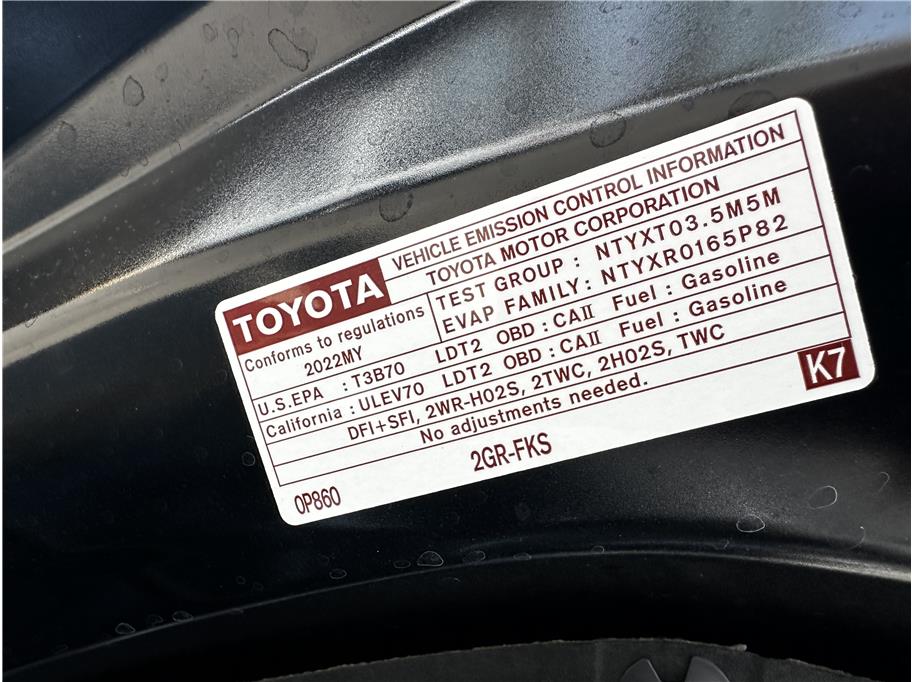 TOYOTA
VEHICLE EMISSION CONTROL INFORMATION
TOYOTA MOTOR CORPORATION
Conforms to regulations
2022MY
TEST GROUP : NTYXT03.5M5M
EVAP FAMILY: NTYXR0165P82
U.S.EPA : T3B70 LDT2 OBD : CAII Fuel : Gasoline
California : ULEV70 LDT2 OBD : CAII Fuel : Gasoline
DFI+SFI, 2WR-HO2S, 2TWC, 2HO2S, TWC
No adjustments needed.
0P860
2GR-FKS
K7